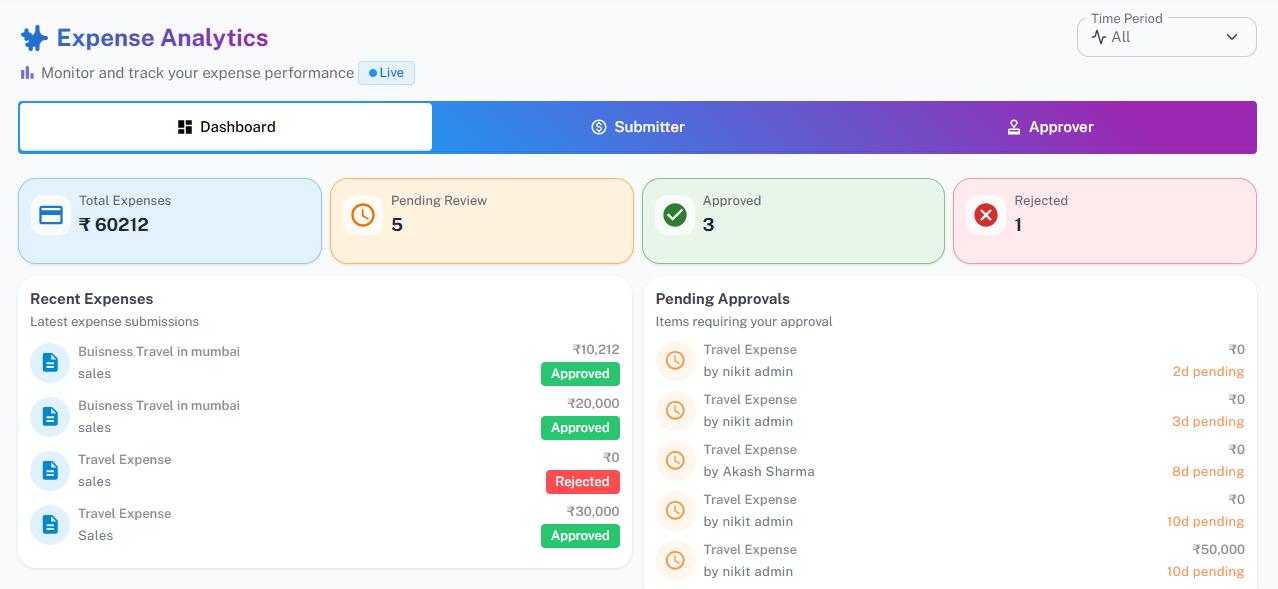 Expense Analytics
Time Period
All
Monitor and track your expense performance
Live
Dashboard
Submitter
Approver
Total Expenses
₹ 60212
Pending Review
5
Approved
3
Rejected
1
Recent Expenses
Latest expense submissions
Buisness Travel in mumbai
₹10,212
sales
Approved
Buisness Travel in mumbai
₹20,000
sales
Approved
Travel Expense
₹0
sales
Rejected
Travel Expense
₹30,000
Sales
Approved
Pending Approvals
Items requiring your approval
Travel Expense
₹0
by nikit admin
2d pending
Travel Expense
₹0
by nikit admin
3d pending
Travel Expense
₹0
by Akash Sharma
8d pending
Travel Expense
₹0
by nikit admin
10d pending
Travel Expense
₹50,000
by nikit admin
10d pending